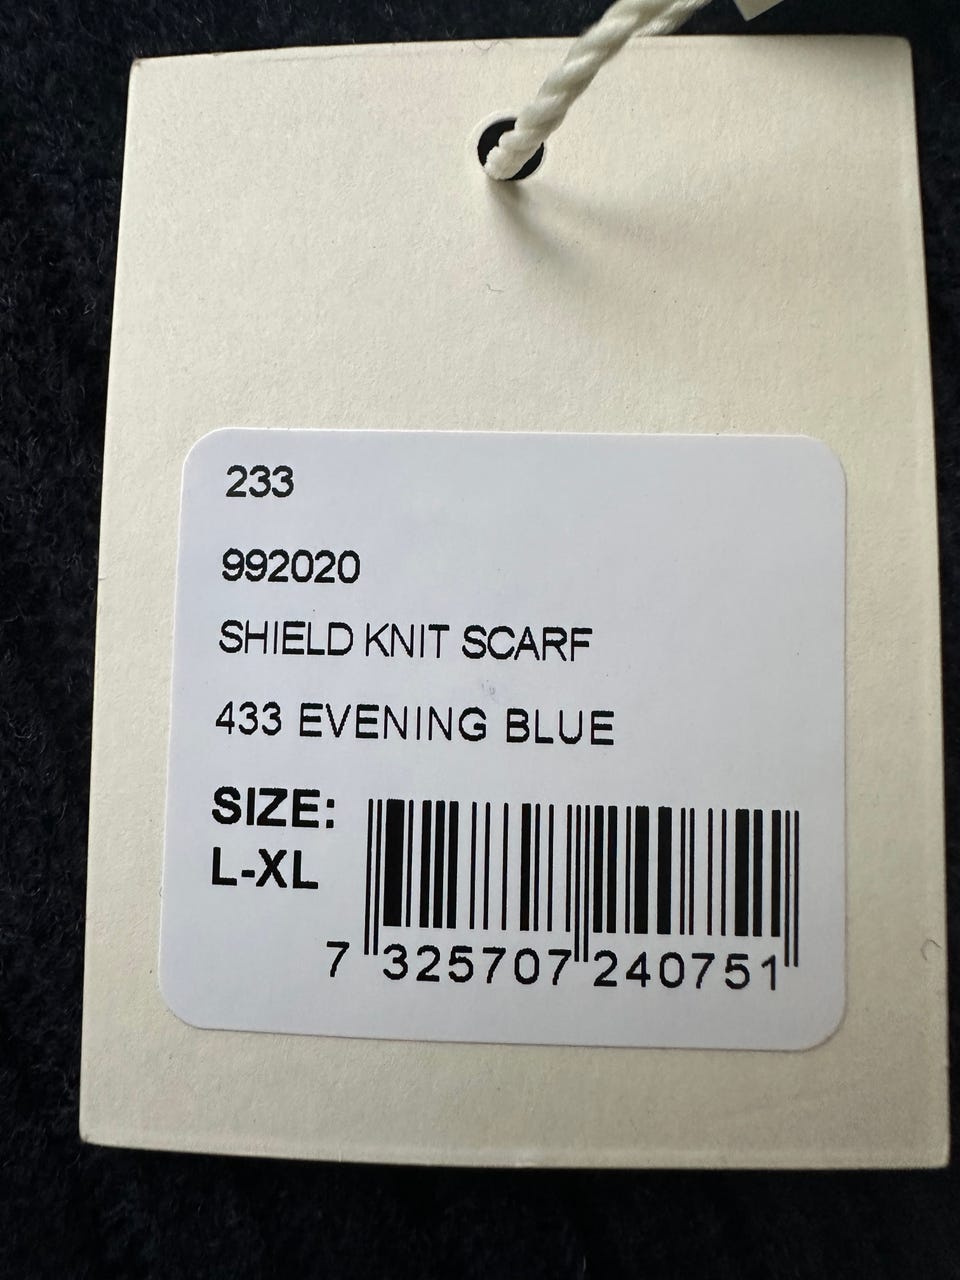 233
992020
SHIELD KNIT SCARF
433 EVENING BLUE
SIZE:
L-XL
7 325707 240751